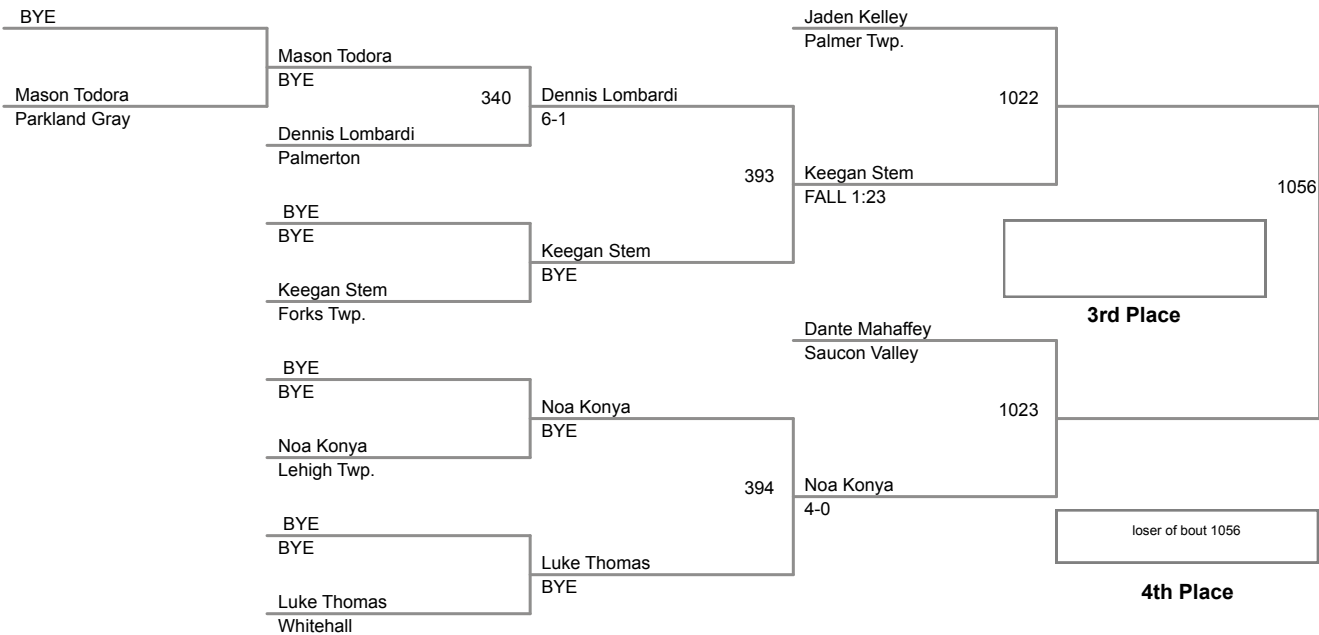 BYE
Mason Todora
Parkland Gray
Mason Todora
BYE
340
Dennis Lombardi
Palmerton
BYE
BYE
Keegan Stem
Forks Twp.
BYE
BYE
Noa Konya
Lehigh Twp.
BYE
BYE
Luke Thomas
Whitehall
Dennis Lombardi
6-1
393
Keegan Stem
BYE
Noa Konya
BYE
394
Luke Thomas
BYE
Jaden Kelley
Palmer Twp.
1022
Keegan Stem
FALL 1:23
Dante Mahaffey
Saucon Valley
1023
Noa Konya
4-0
1056
3rd Place
loser of bout 1056
4th Place